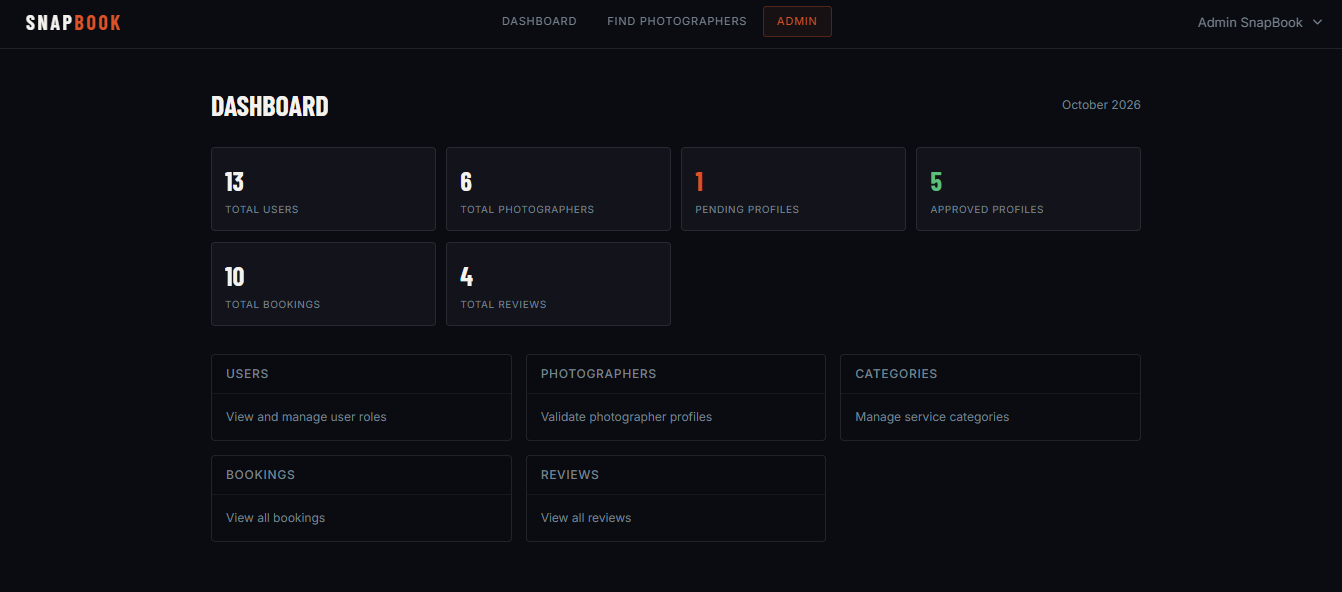 SNAPBOOK DASHBOARD FIND PHOTOGRAPHERS ADMIN Admin SnapBook
DASHBOARD October 2026
13 6 1 5
TOTAL USERS TOTAL PHOTOGRAPHERS PENDING PROFILES APPROVED PROFILES
10 4
TOTAL BOOKINGS TOTAL REVIEWS
USERS PHOTOGRAPHERS CATEGORIES
View and manage user roles Validate photographer profiles Manage service categories
BOOKINGS REVIEWS
View all bookings View all reviews